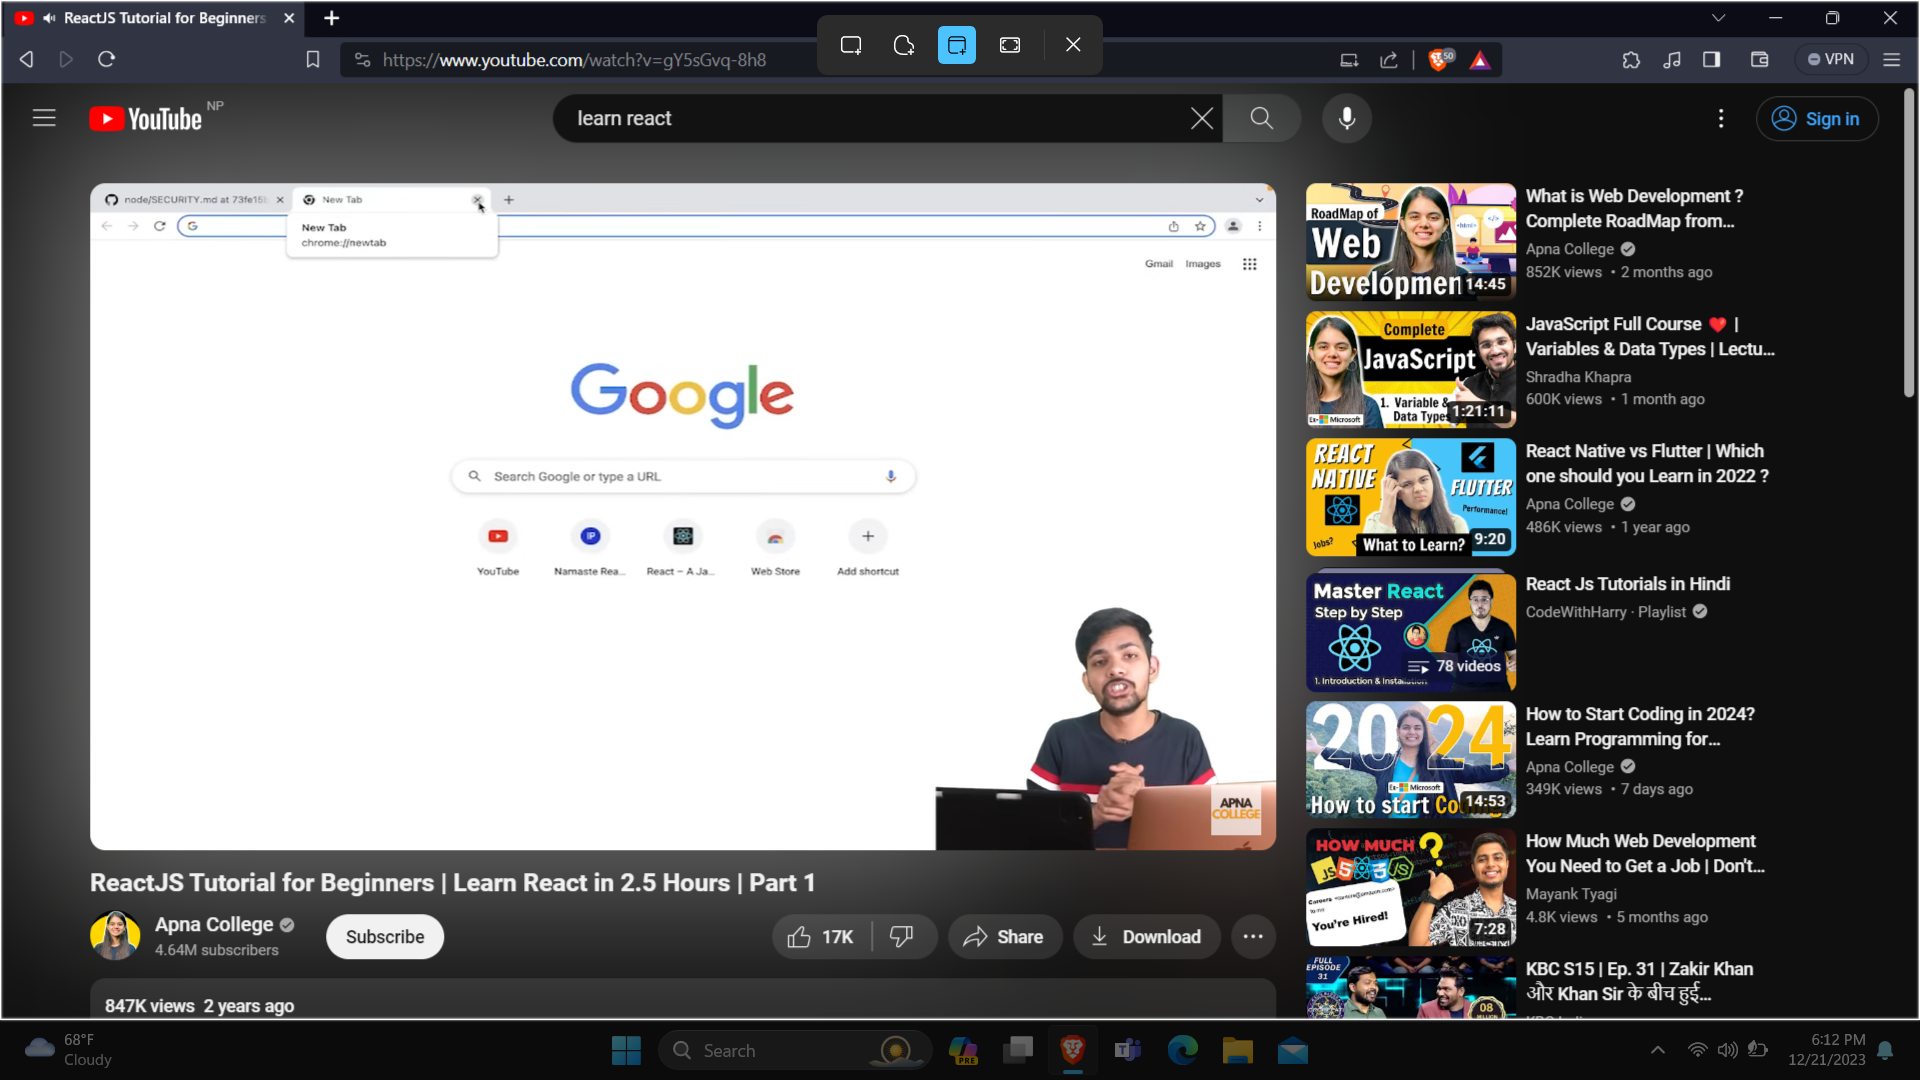 ReactJS Tutorial for Beginners
https://www.youtube.com/watch?v=gY5sGvq-8h8
50
VPN
YouTube NP
learn react
Sign in
node/SECURITY.md at 73fe15
New Tab
New Tab
chrome://newtab
Gmail Images
Google
Search Google or type a URL
YouTube
Namaste Rea...
React – A Ja...
Web Store
Add shortcut
APNA
COLLEGE
ReactJS Tutorial for Beginners | Learn React in 2.5 Hours | Part 1
Apna College
4.64M subscribers
Subscribe
17K
Share
Download
847K views 2 years ago
RoadMap of
Web
Development
14:45
What is Web Development ?
Complete RoadMap from...
Apna College
852K views • 2 months ago
Complete
JavaScript
1. Variable &
Data Types
Ex- Microsoft
1:21:11
JavaScript Full Course ❤️ |
Variables & Data Types | Lectu...
Shradha Khapra
600K views • 1 month ago
REACT
NATIVE
FLUTTER
Performance!
Jobs?
What to Learn?
9:20
React Native vs Flutter | Which
one should you Learn in 2022 ?
Apna College
486K views • 1 year ago
Master React
Step by Step
78 videos
1. Introduction & Installation
React Js Tutorials in Hindi
CodeWithHarry · Playlist
2024
Ex- Microsoft
How to start Co
14:53
How to Start Coding in 2024?
Learn Programming for...
Apna College
349K views • 7 days ago
HOW MUCH ?
JS 5 3 JS
You're Hired!
7:28
How Much Web Development
You Need to Get a Job | Don't...
Mayank Tyagi
4.8K views • 5 months ago
FULL
EPISODE
31
08
KBC S15 | Ep. 31 | Zakir Khan
और Khan Sir के बीच हुई...
68°F
Cloudy
Search
PRE
6:12 PM
12/21/2023